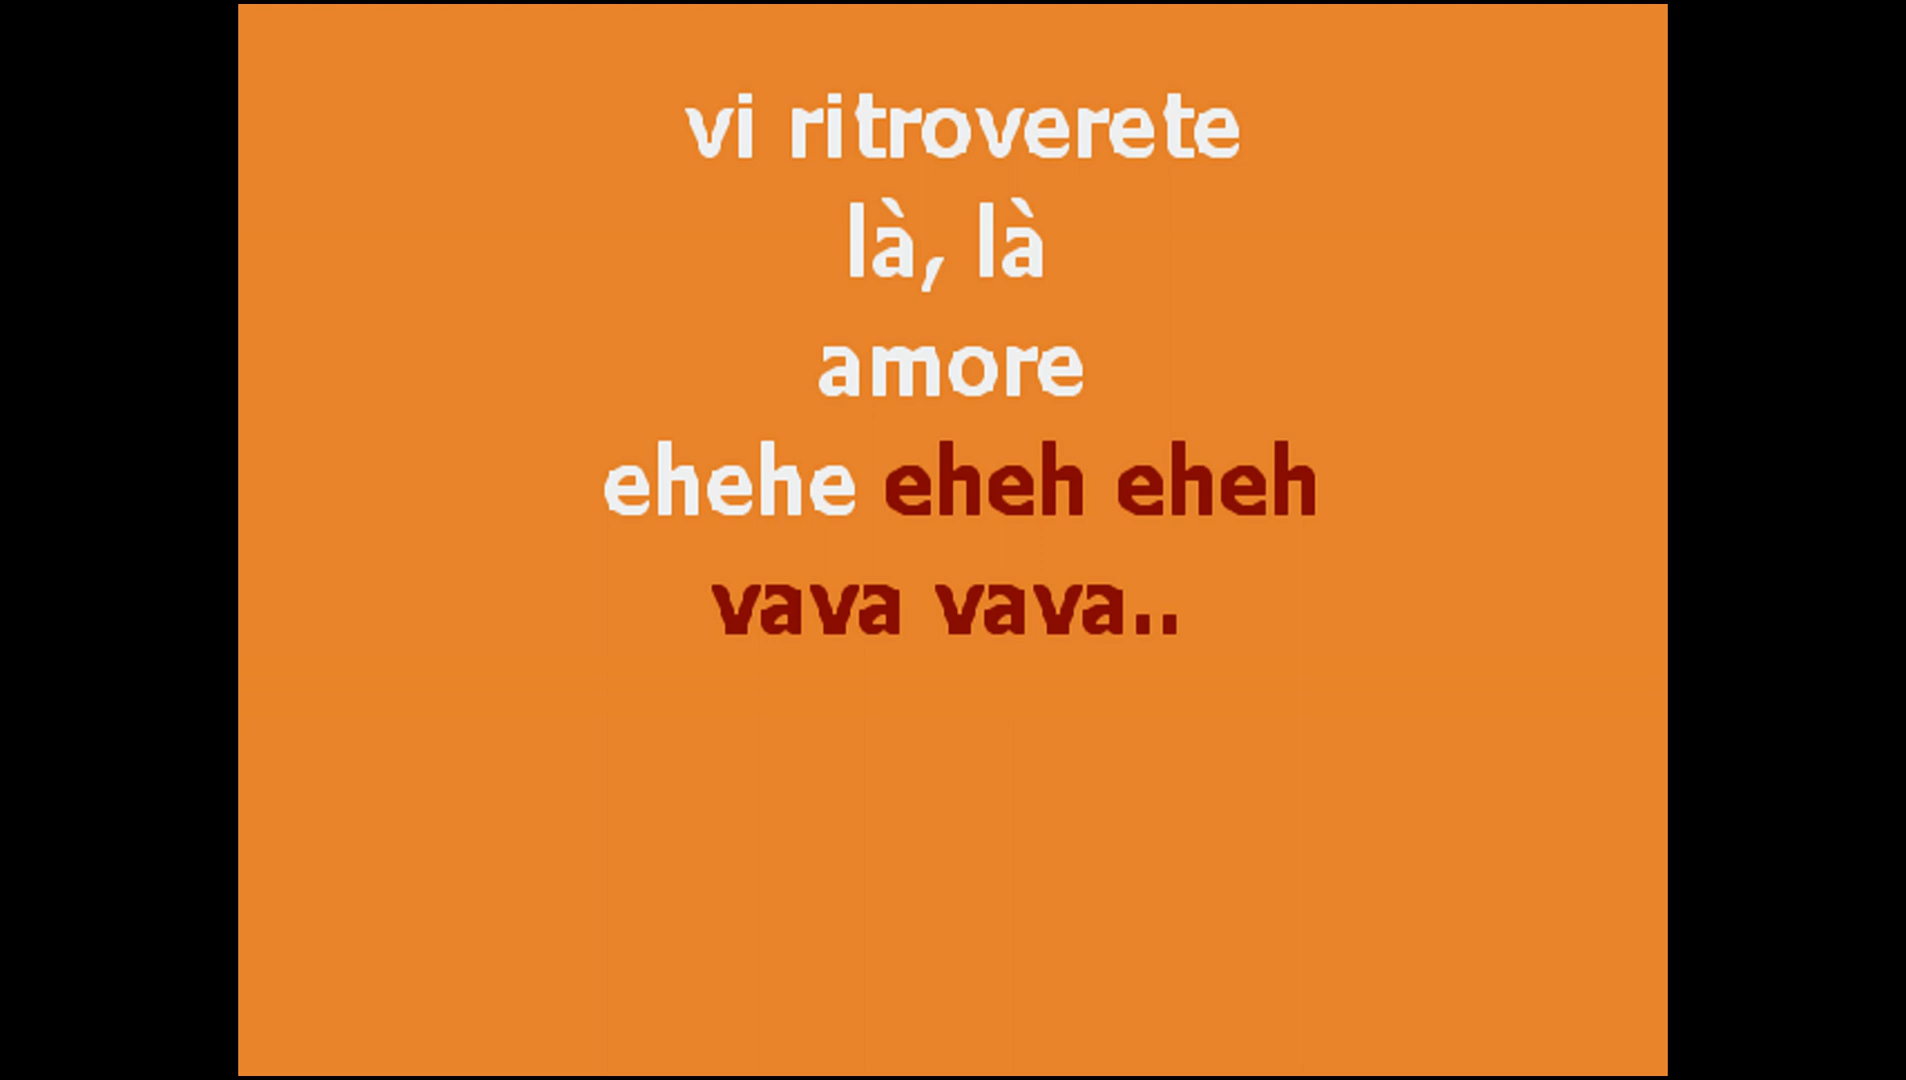 vi ritroverete
là, là
amore
ehehe eheh eheh
vava vava..